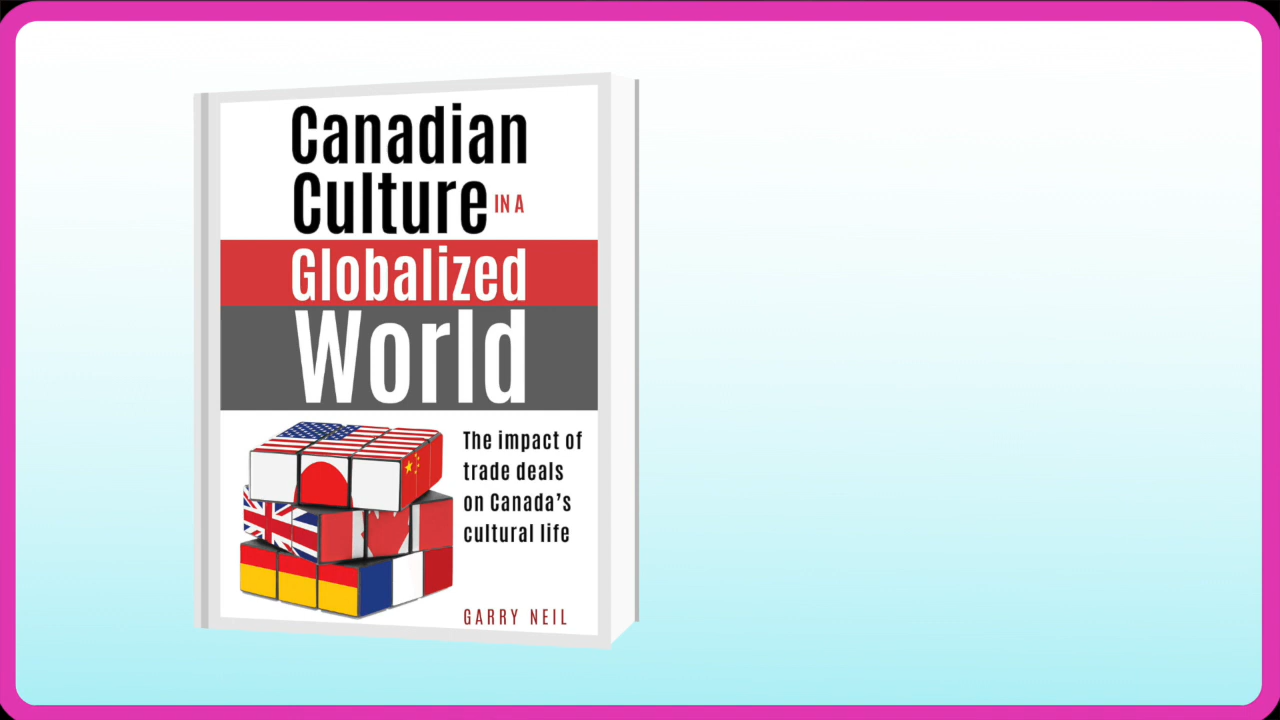 Canadian
Culture IN A
Globalized
World
The impact of
trade deals
on Canada's
cultural life
GARRY NEIL